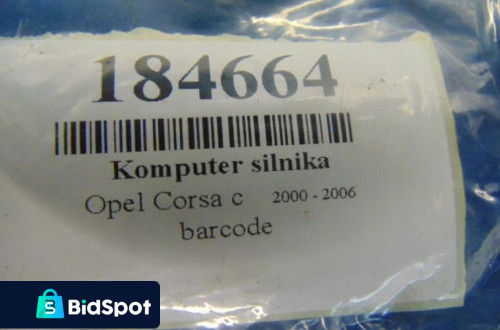 184664
Komputer silnika
Opel Corsa c 2000 - 2006
barcode
BidSpot